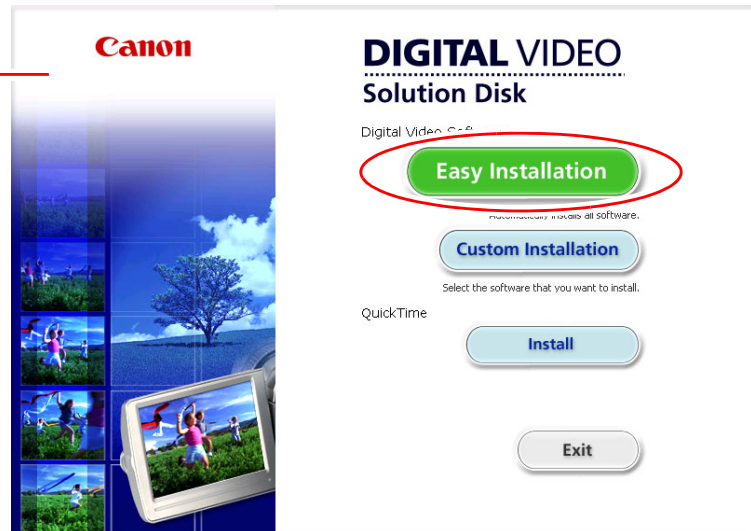 Canon
DIGITAL VIDEO
Solution Disk
Digital Video
Easy Installation
Automatically installs all software.
Custom Installation
Select the software that you want to install.
QuickTime
Install
Exit